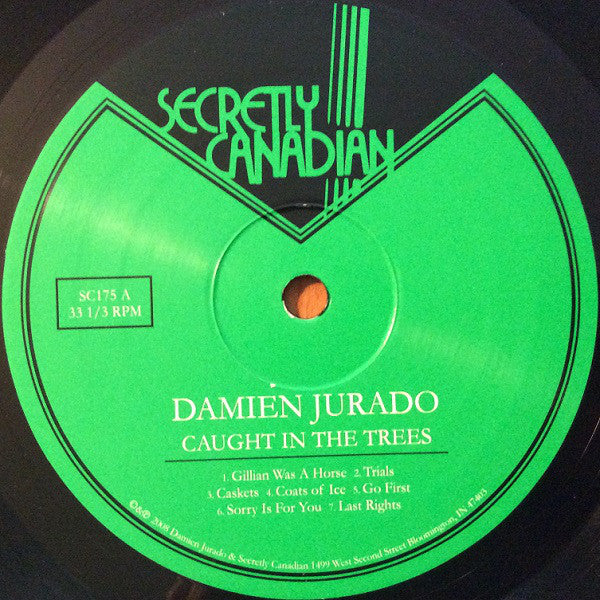 SECRETLY
CANADIAN
SC175 A
33 1/3 RPM
DAMIEN JURADO
CAUGHT IN THE TREES
1. Gillian Was A Horse 2. Trials
3. Caskets 4. Coats of Ice 5. Go First
6. Sorry Is For You 7. Last Rights
©&℗ 2008 Damien Jurado & Secretly Canadian 1499 West Second Street Bloomington, IN 47403